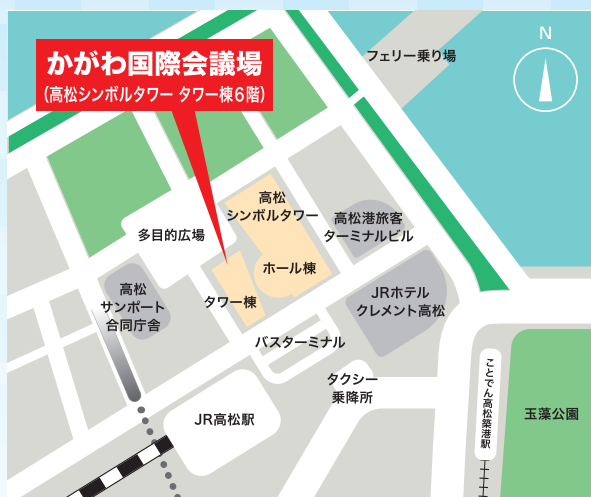 かがわ国際会議場
(高松シンボルタワー タワー棟6階)
フェリー乗り場
N
高松
シンボルタワー
高松港旅客
ターミナルビル
多目的広場
ホール棟
タワー棟
高松
サンポート
合同庁舎
JRホテル
クレメント高松
バスターミナル
タクシー
乗降所
JR高松駅
ことでん高松築港駅
玉藻公園